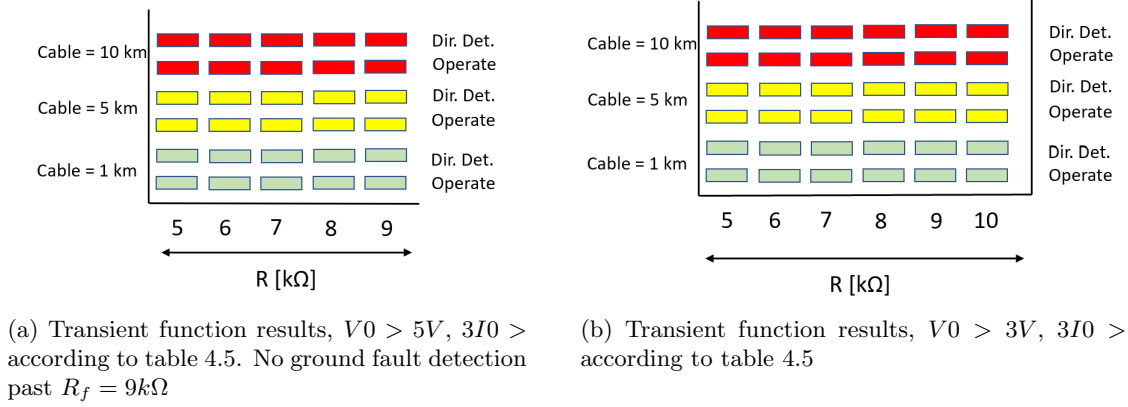 Cable = 10 km
Dir. Det.
Operate
Cable = 5 km
Dir. Det.
Operate
Cable = 1 km
Dir. Det.
Operate
5 6 7 8 9
R [kΩ]
(a) Transient function results, V0 > 5V, 3I0 >
according to table 4.5. No ground fault detection
past Rf = 9kΩ
Cable = 10 km
Dir. Det.
Operate
Cable = 5 km
Dir. Det.
Operate
Cable = 1 km
Dir. Det.
Operate
5 6 7 8 9 10
R [kΩ]
(b) Transient function results, V0 > 3V, 3I0 >
according to table 4.5